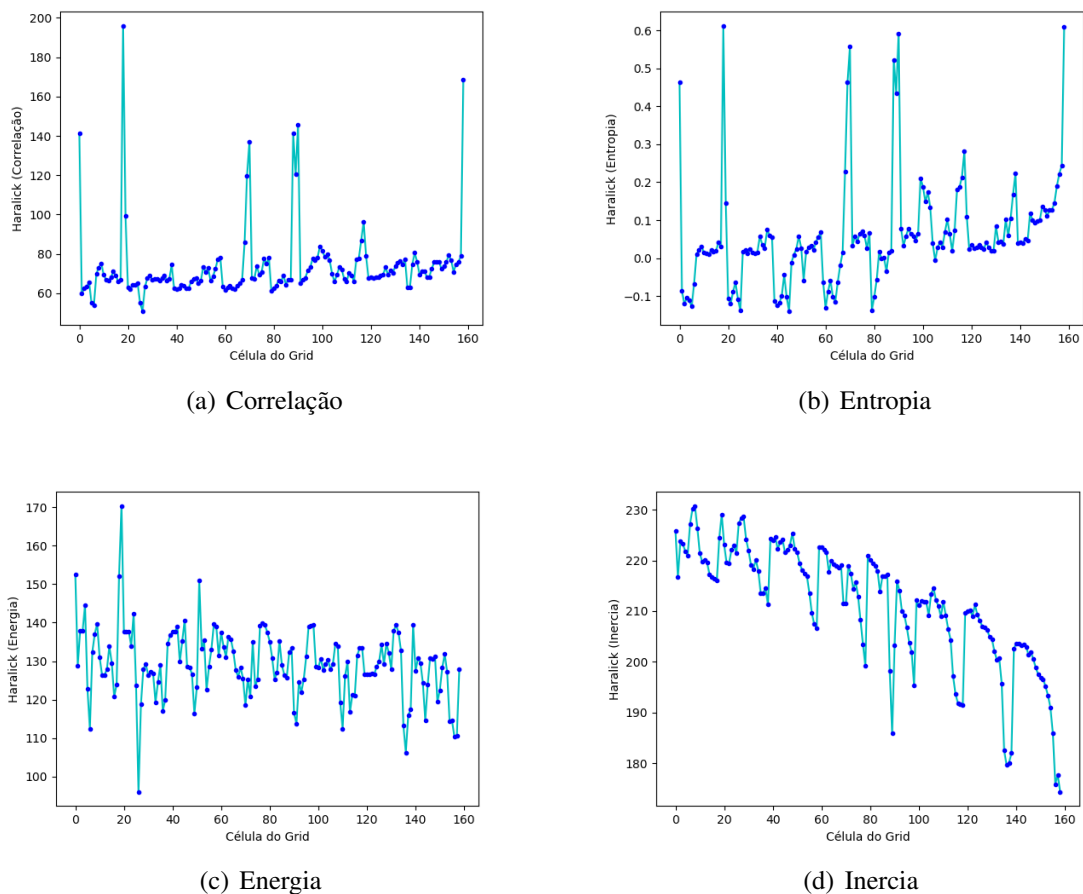 200
180
160
140
120
100
80
60
Haralick (Correlação)
0 20 40 60 80 100 120 140 160
Célula do Grid
(a) Correlação
0.6
0.5
0.4
0.3
0.2
0.1
0.0
−0.1
Haralick (Entropia)
0 20 40 60 80 100 120 140 160
Célula do Grid
(b) Entropia
170
160
150
140
130
120
110
100
Haralick (Energia)
0 20 40 60 80 100 120 140 160
Célula do Grid
(c) Energia
230
220
210
200
190
180
Haralick (Inercia)
0 20 40 60 80 100 120 140 160
Célula do Grid
(d) Inercia